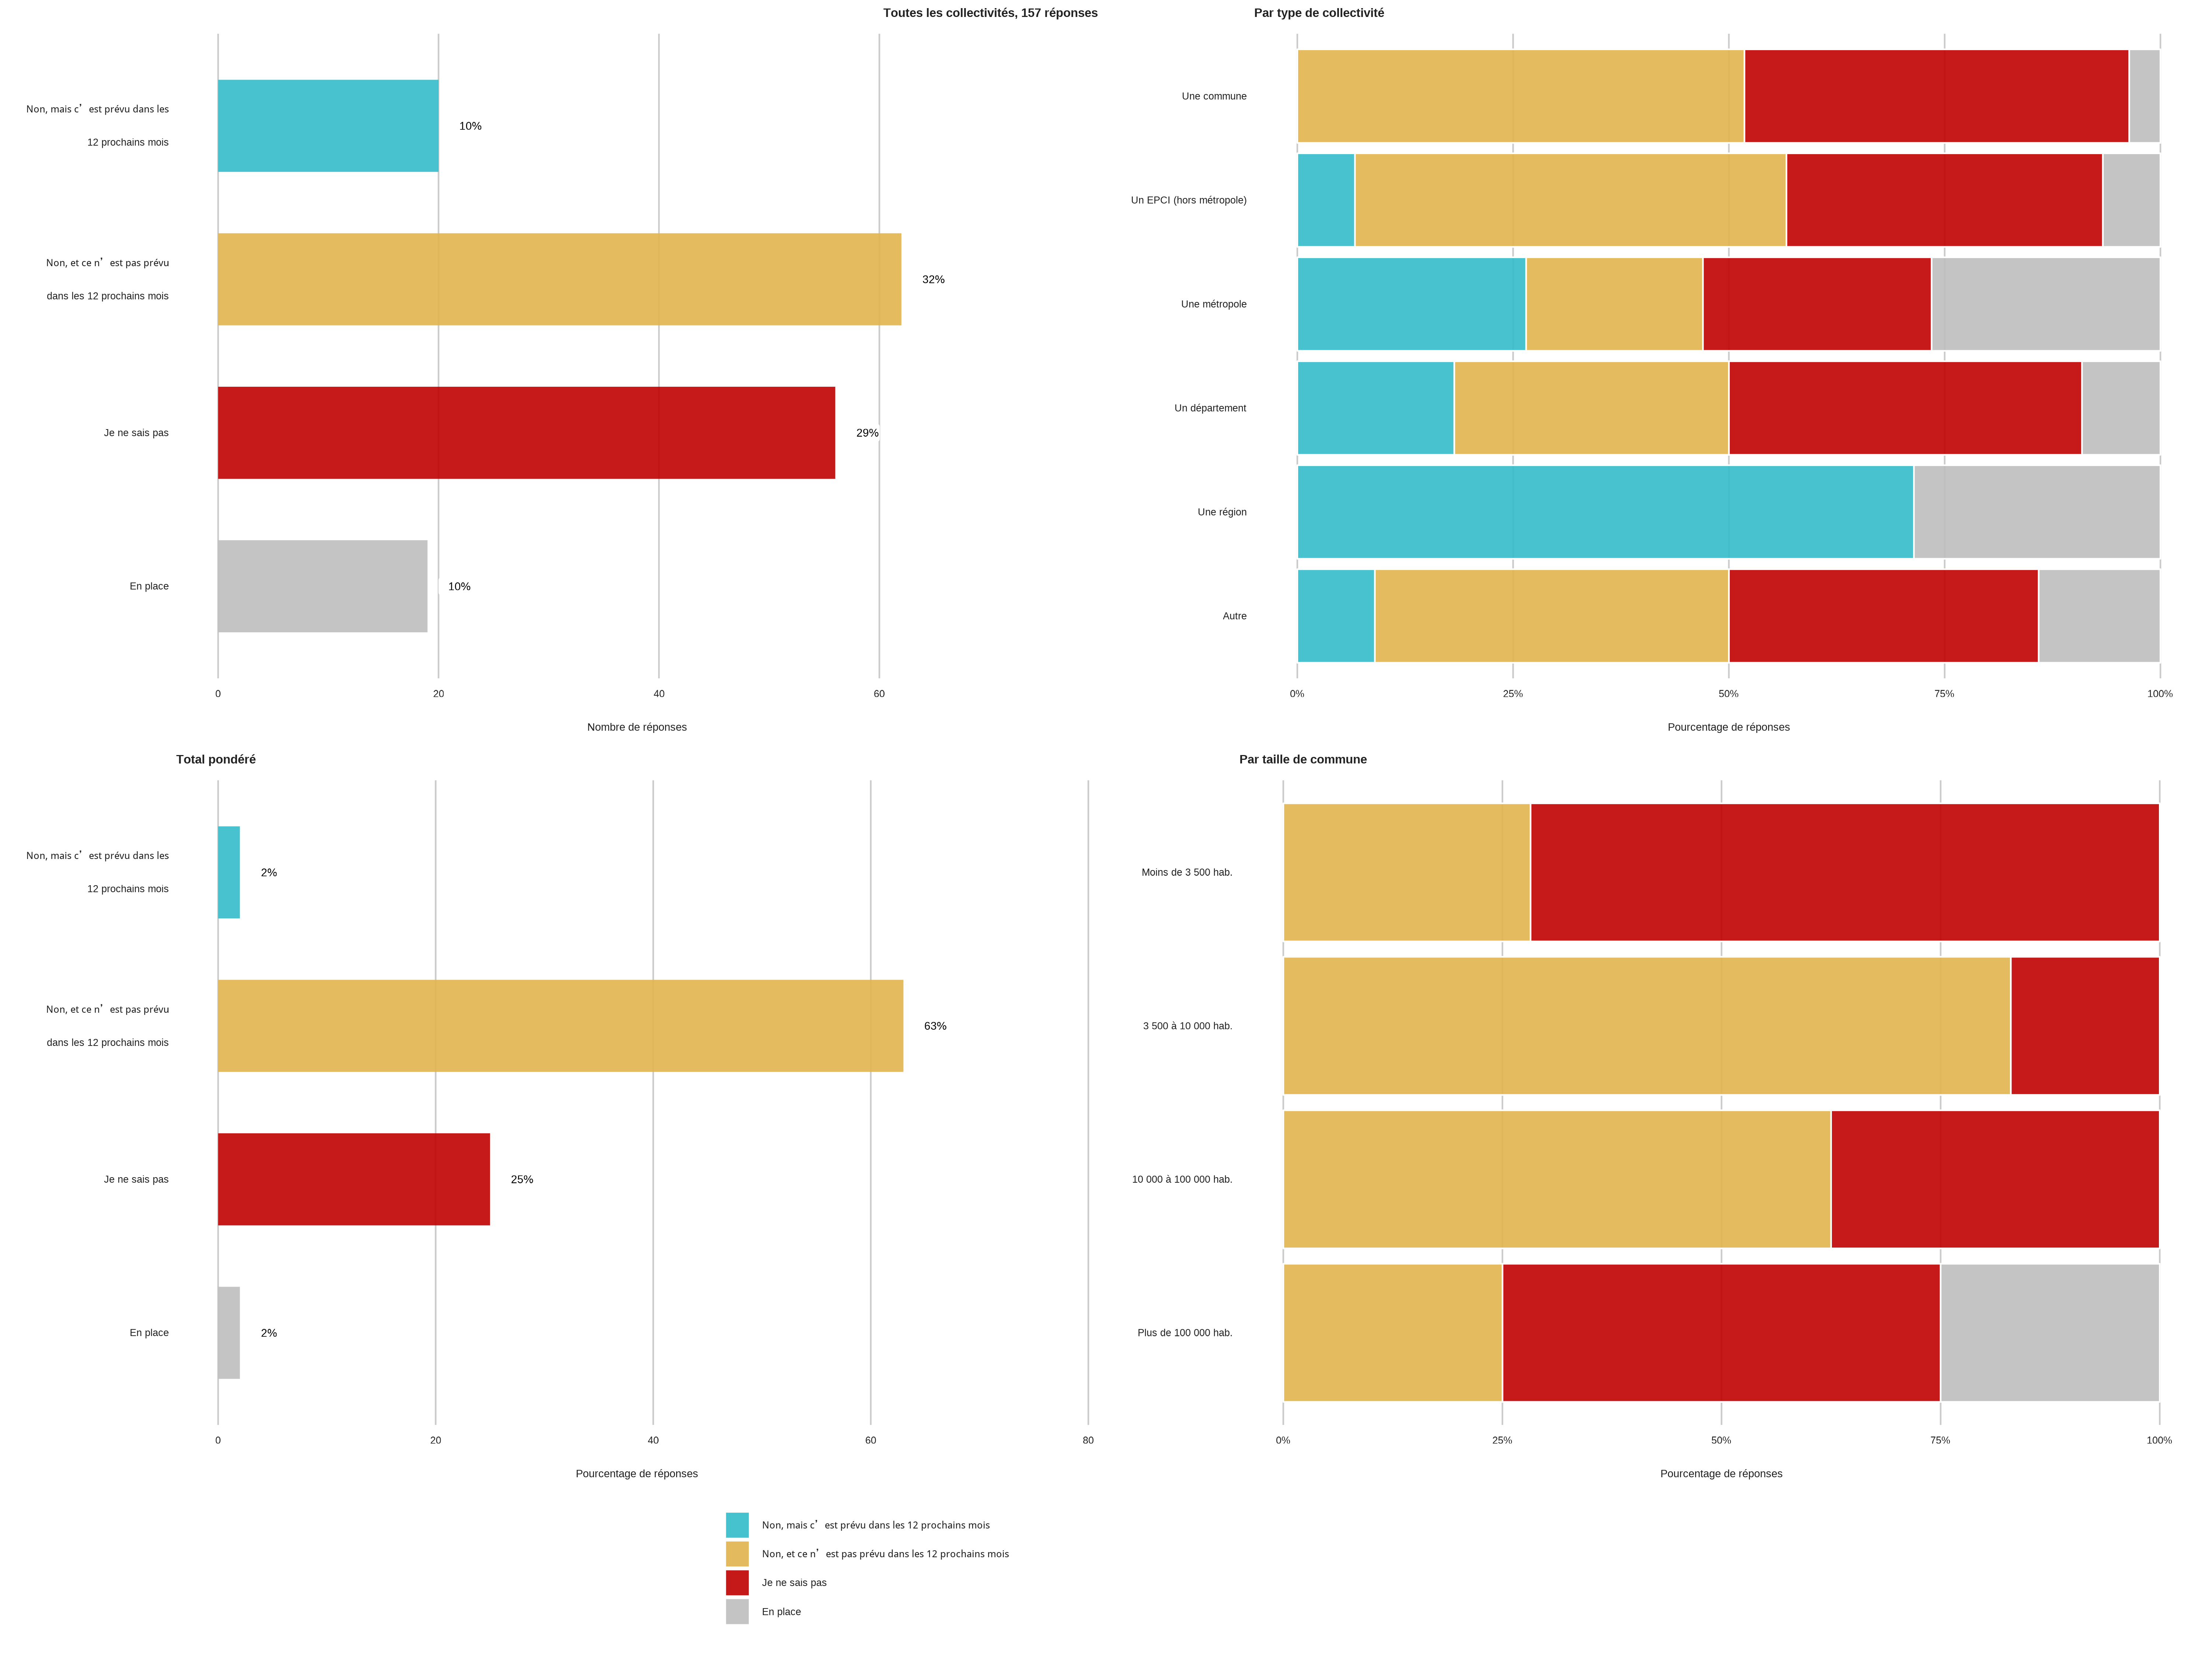 Toutes les collectivités, 157 réponses
Non, mais c’est prévu dans les
12 prochains mois
10%
Non, et ce n’est pas prévu
dans les 12 prochains mois
32%
Je ne sais pas
29%
En place
10%
0 20 40 60
Nombre de réponses
Par type de collectivité
Une commune
Un EPCI (hors métropole)
Une métropole
Un département
Une région
Autre
0% 25% 50% 75% 100%
Pourcentage de réponses
Total pondéré
Non, mais c’est prévu dans les
12 prochains mois
2%
Non, et ce n’est pas prévu
dans les 12 prochains mois
63%
Je ne sais pas
25%
En place
2%
0 20 40 60 80
Pourcentage de réponses
Par taille de commune
Moins de 3 500 hab.
3 500 à 10 000 hab.
10 000 à 100 000 hab.
Plus de 100 000 hab.
0% 25% 50% 75% 100%
Pourcentage de réponses
Non, mais c’est prévu dans les 12 prochains mois
Non, et ce n’est pas prévu dans les 12 prochains mois
Je ne sais pas
En place